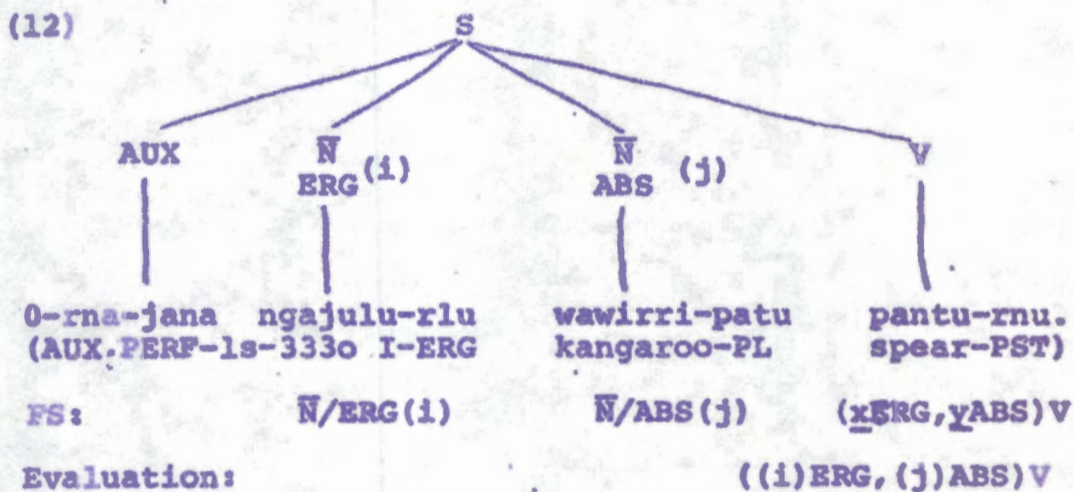 (12)
S
AUX N̄ (i) N̄ (j) V
ERG ABS
0-rna-jana ngajulu-rlu wawirri-patu pantu-rnu.
(AUX.PERF-1s-333o I-ERG kangaroo-PL spear-PST)
FS: N̄/ERG(i) N̄/ABS(j) (xERG,yABS)V
Evaluation: ((i)ERG,(j)ABS)V